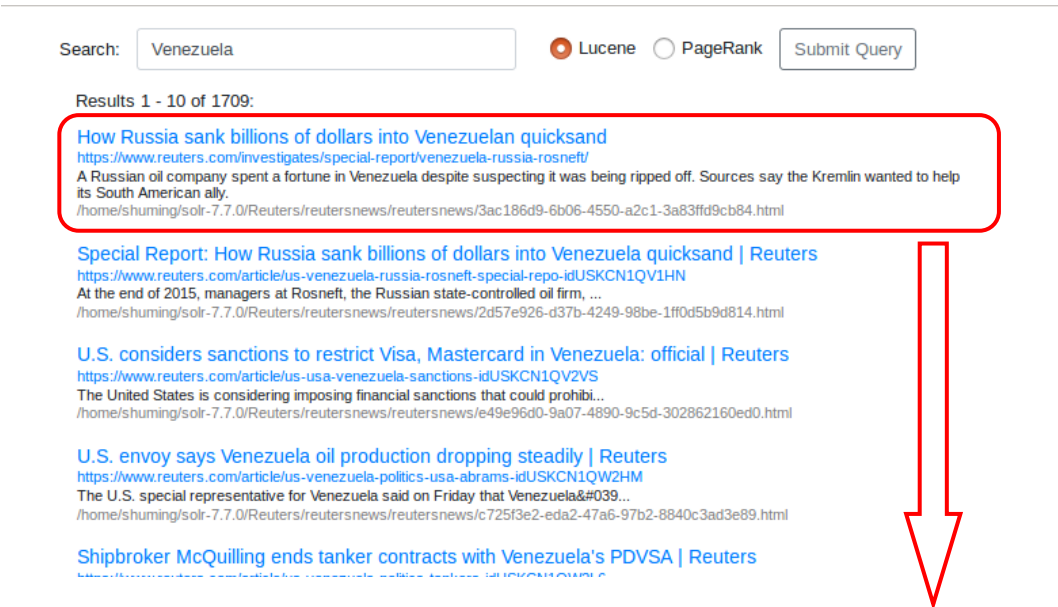 Search: Venezuela Lucene PageRank Submit Query
Results 1 - 10 of 1709:
How Russia sank billions of dollars into Venezuelan quicksand
https://www.reuters.com/investigates/special-report/venezuela-russia-rosneft/
A Russian oil company spent a fortune in Venezuela despite suspecting it was being ripped off. Sources say the Kremlin wanted to help
its South American ally.
/home/shuming/solr-7.7.0/Reuters/reutersnews/reutersnews/3ac186d9-6b06-4550-a2c1-3a83ffd9cb84.html
Special Report: How Russia sank billions of dollars into Venezuela quicksand | Reuters
https://www.reuters.com/article/us-venezuela-russia-rosneft-special-repo-idUSKCN1QV1HN
At the end of 2015, managers at Rosneft, the Russian state-controlled oil firm, ...
/home/shuming/solr-7.7.0/Reuters/reutersnews/reutersnews/2d57e926-d37b-4249-98be-1ff0d5b9d814.html
U.S. considers sanctions to restrict Visa, Mastercard in Venezuela: official | Reuters
https://www.reuters.com/article/us-usa-venezuela-sanctions-idUSKCN1QV2VS
The United States is considering imposing financial sanctions that could prohibi...
/home/shuming/solr-7.7.0/Reuters/reutersnews/reutersnews/e49e96d0-9a07-4890-9c5d-302862160ed0.html
U.S. envoy says Venezuela oil production dropping steadily | Reuters
https://www.reuters.com/article/us-venezuela-politics-usa-abrams-idUSKCN1QW2HM
The U.S. special representative for Venezuela said on Friday that Venezuela&#039...
/home/shuming/solr-7.7.0/Reuters/reutersnews/reutersnews/c725f3e2-eda2-47a6-97b2-8840c3ad3e89.html
Shipbroker McQuilling ends tanker contracts with Venezuela's PDVSA | Reuters